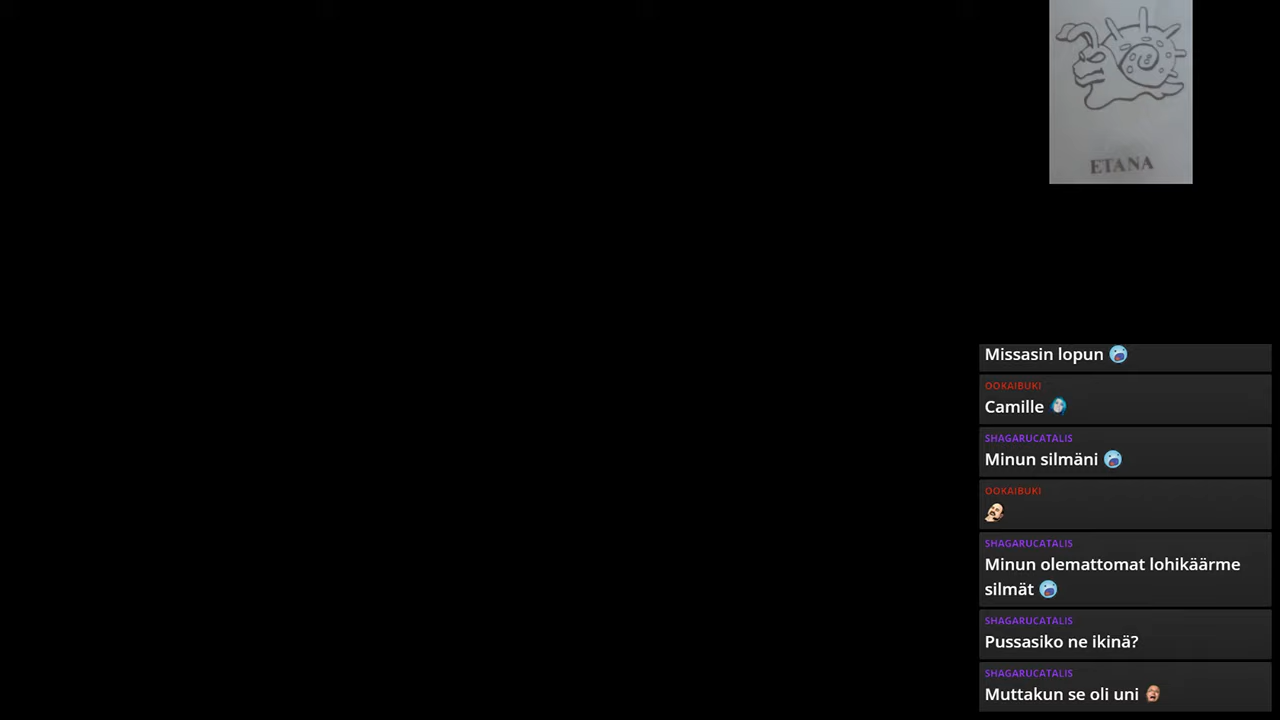 ETANA
Missasin lopun
OOKAIBUKI
Camille
SHAGARUCATALIS
Minun silmäni
OOKAIBUKI
SHAGARUCATALIS
Minun olemattomat lohikäärme
silmät
SHAGARUCATALIS
Pussasiko ne ikinä?
SHAGARUCATALIS
Muttakun se oli uni